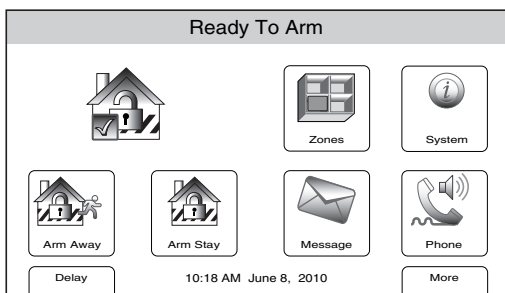 Ready To Arm
Zones
System
Arm Away
Arm Stay
Message
Phone
Delay
10:18 AM June 8, 2010
More